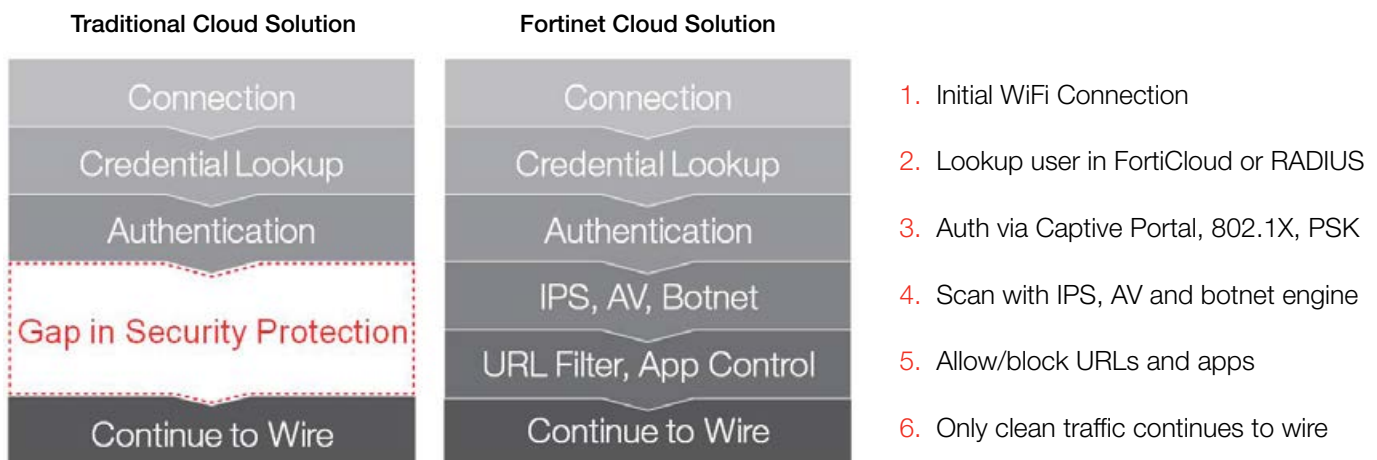 Traditional Cloud Solution
Connection
Credential Lookup
Authentication
Gap in Security Protection
Continue to Wire
Fortinet Cloud Solution
Connection
Credential Lookup
Authentication
IPS, AV, Botnet
URL Filter, App Control
Continue to Wire
1. Initial WiFi Connection
2. Lookup user in FortiCloud or RADIUS
3. Auth via Captive Portal, 802.1X, PSK
4. Scan with IPS, AV and botnet engine
5. Allow/block URLs and apps
6. Only clean traffic continues to wire